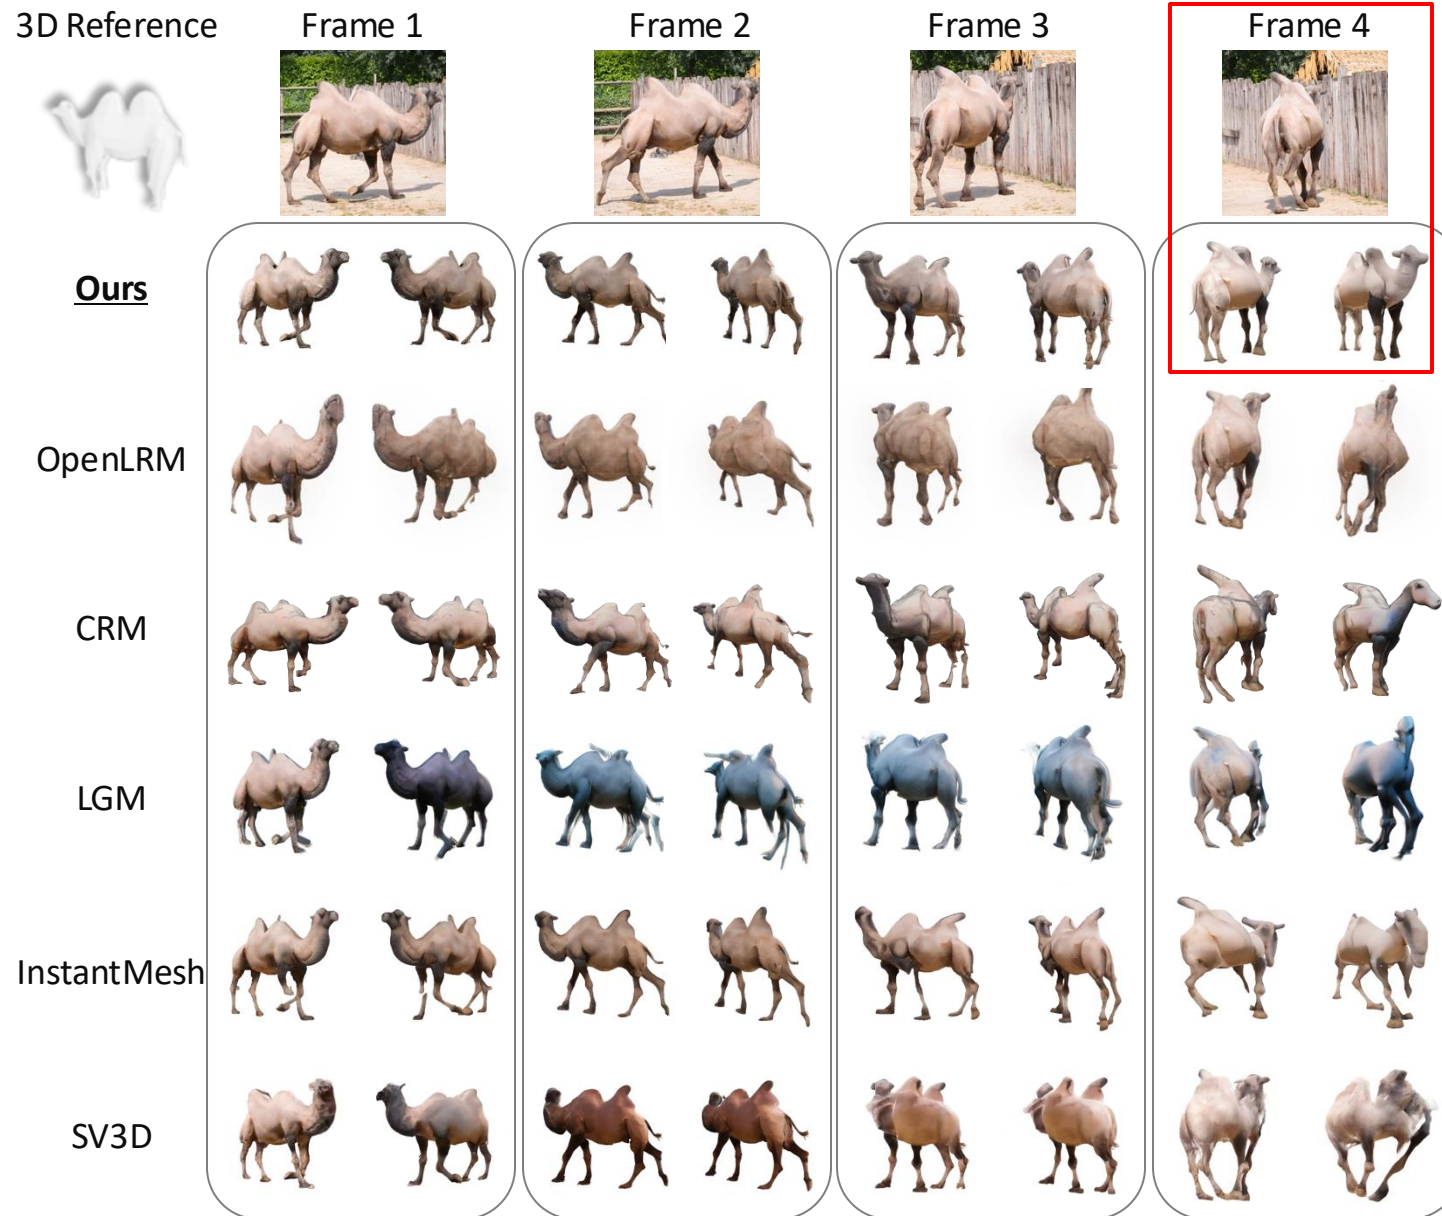 3D Reference Frame 1 Frame 2 Frame 3 Frame 4
Ours
OpenLRM
CRM
LGM
InstantMesh
SV3D